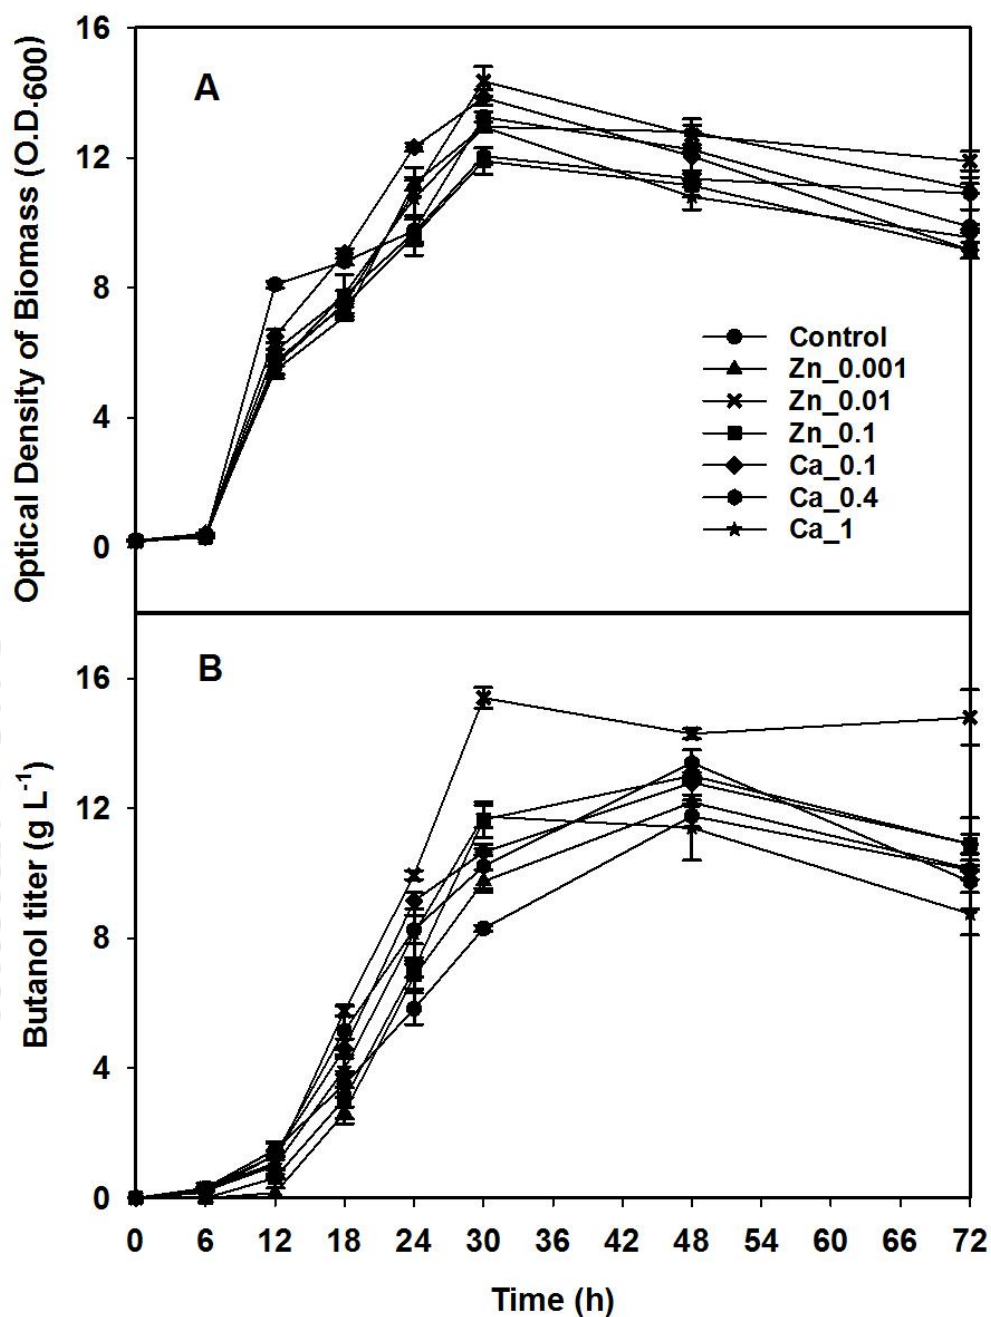 A
Optical Density of Biomass (O.D.600)
16
12
8
4
0
Control
Zn_0.001
Zn_0.01
Zn_0.1
Ca_0.1
Ca_0.4
Ca_1
B
Butanol titer (g L-1)
16
12
8
4
0
0 6 12 18 24 30 36 42 48 54 60 66 72
Time (h)